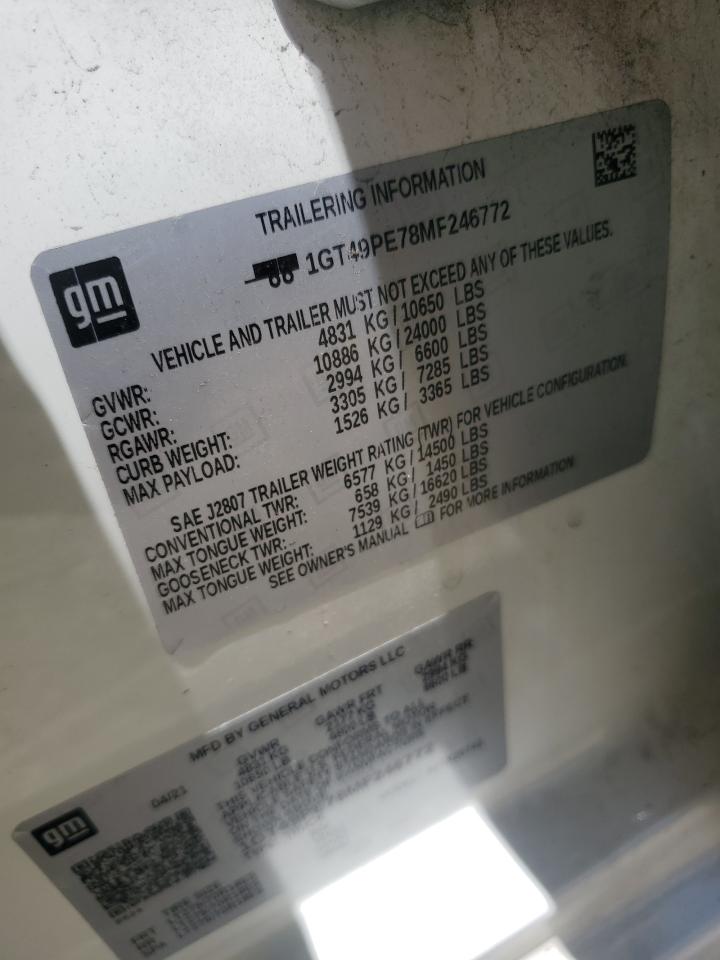 TRAILERING INFORMATION
gm
1GT49PE78MF246772
VEHICLE AND TRAILER MUST NOT EXCEED ANY OF THESE VALUES.
GVWR: 4831 KG / 10650 LBS
GCWR: 10886 KG / 24000 LBS
RGAWR: 2994 KG / 6600 LBS
CURB WEIGHT: 3305 KG / 7285 LBS
MAX PAYLOAD: 1526 KG / 3365 LBS
SAE J2807 TRAILER WEIGHT RATING (TWR) FOR VEHICLE CONFIGURATION.
CONVENTIONAL TWR: 6577 KG / 14500 LBS
MAX TONGUE WEIGHT: 658 KG / 1450 LBS
GOOSENECK TWR: 7539 KG / 16620 LBS
MAX TONGUE WEIGHT: 1129 KG / 2490 LBS
SEE OWNER'S MANUAL FOR MORE INFORMATION
gm
MFD BY GENERAL MOTORS LLC
04/21 GVWR GAWR FRT GAWR RR
4831 KG
10650 LB